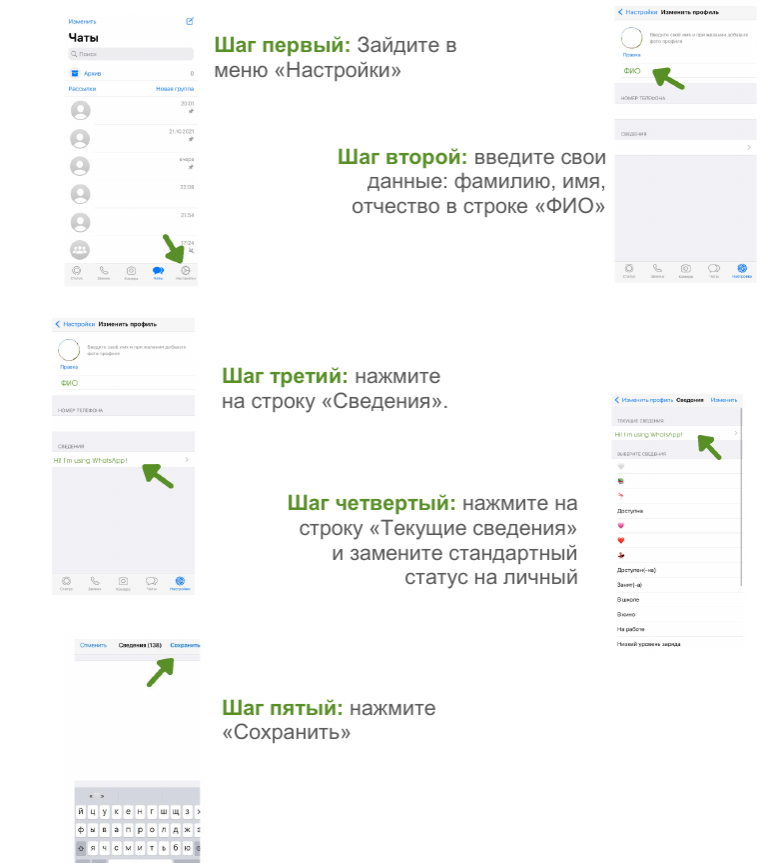 Изменить
Чаты
Поиск
Архив 0
Рассылки Новая группа
20:01
21.10.2021
вчера
22:08
21:54
17:24
Статус Звонки Камера Чаты Настройки
Шаг первый: Зайдите в
меню «Настройки»
Настройки Изменить профиль
Введите своё имя и при желании добавьте
фото профиля
Правка
ФИО
НОМЕР ТЕЛЕФОНА
СВЕДЕНИЯ
Статус Звонки Камера Чаты Настройки
Шаг второй: введите свои
данные: фамилию, имя,
отчество в строке «ФИО»
Настройки Изменить профиль
Введите своё имя и при желании добавьте
фото профиля
Правка
ФИО
НОМЕР ТЕЛЕФОНА
СВЕДЕНИЯ
Hi! I'm using WhatsApp!
Статус Звонки Камера Чаты Настройки
Шаг третий: нажмите
на строку «Сведения».
Изменить профиль Сведения Изменить
ТЕКУЩИЕ СВЕДЕНИЯ
Hi! I'm using WhatsApp!
ВЫБЕРИТЕ СВЕДЕНИЯ
Доступна
Доступен(-на)
Занят(-а)
В школе
В кино
На работе
Низкий уровень заряда
Шаг четвертый: нажмите на
строку «Текущие сведения»
и замените стандартный
статус на личный
Отменить Сведения (138) Сохранить
Шаг пятый: нажмите
«Сохранить»
« »
й ц у к е н г ш щ з
ф ы в а п р о л д ж
я ч с м и т ь б ю